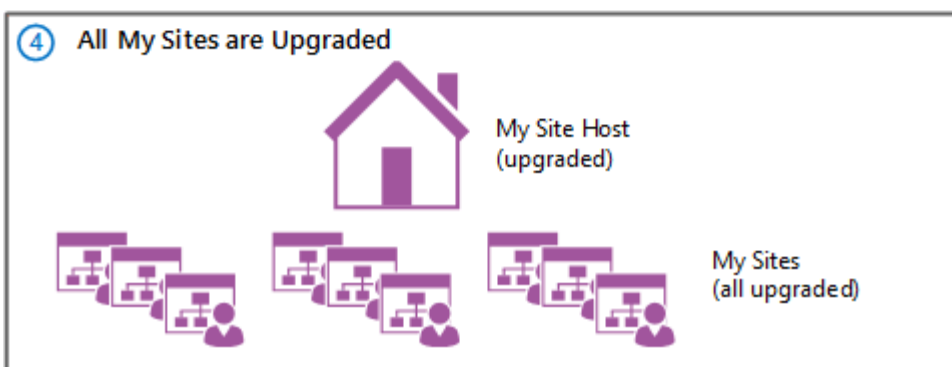 4 All My Sites are Upgraded
My Site Host
(upgraded)
My Sites
(all upgraded)